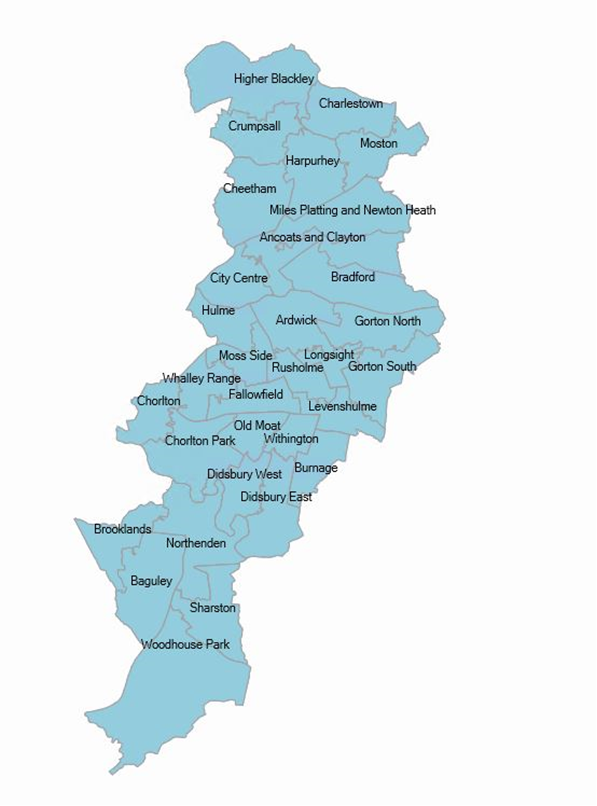 Higher Blackley
Charlestown
Crumpsall
Moston
Harpurhey
Cheetham
Miles Platting and Newton Heath
Ancoats and Clayton
City Centre
Bradford
Hulme
Ardwick
Gorton North
Moss Side
Longsight
Rusholme
Gorton South
Whalley Range
Fallowfield
Chorlton
Levenshulme
Old Moat
Chorlton Park
Withington
Didsbury West
Burnage
Didsbury East
Brooklands
Northenden
Baguley
Sharston
Woodhouse Park